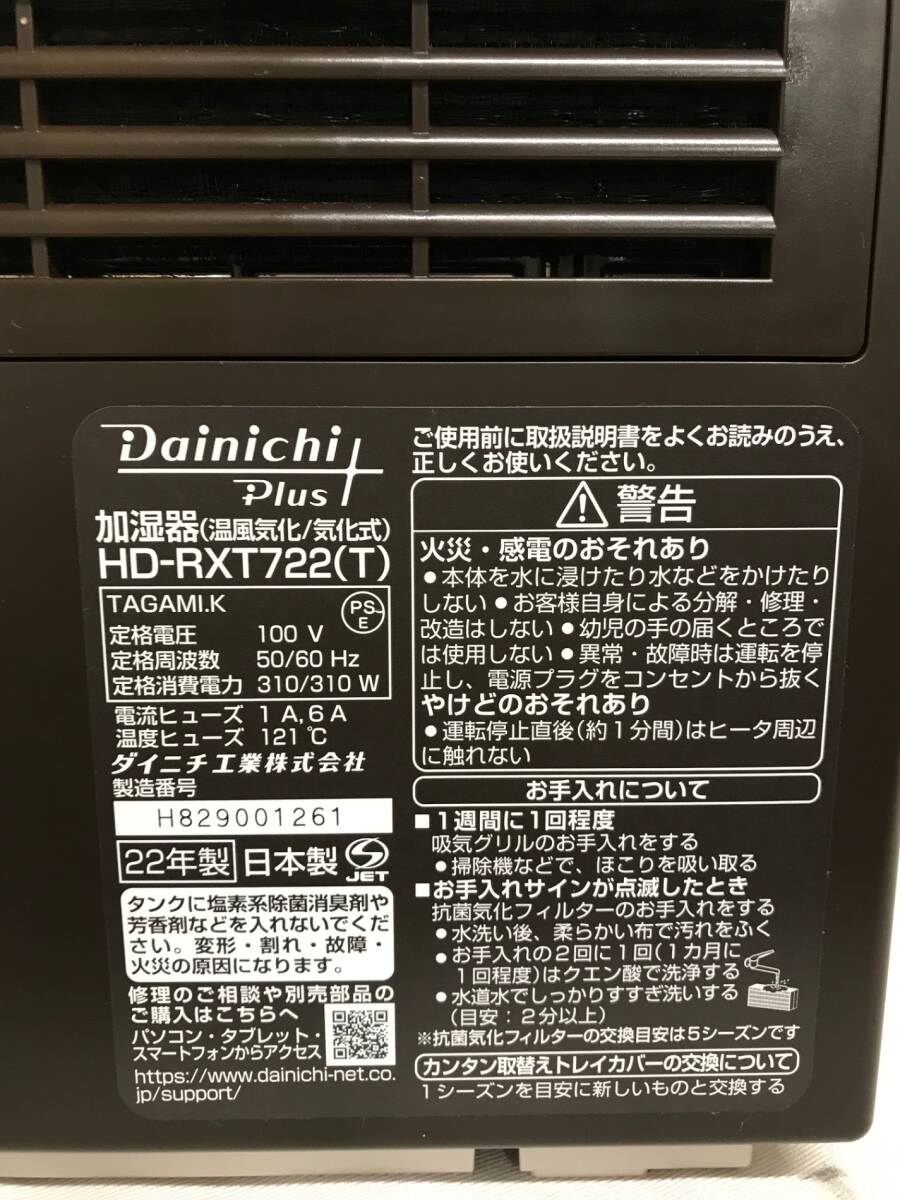 Dainichi
Plus
加湿器(温風気化/気化式)
HD-RXT722(T)
TAGAMI.K
PS
E
定格電圧 100 V
定格周波数 50/60 Hz
定格消費電力 310/310 W
電流ヒューズ 1A,6A
温度ヒューズ 121℃
ダイニチ工業株式会社
製造番号
H829001261
22年製 日本製 JET
タンクに塩素系除菌消臭剤や
芳香剤などを入れないでくだ
さい。変形・割れ・故障・
火災の原因になります。
修理のご相談や別売部品の
ご購入はこちらへ
パソコン・タブレット・
スマートフォンからアクセス
https://www.dainichi-net.co.
jp/support/
ご使用前に取扱説明書をよくお読みのうえ、
正しくお使いください。
警告
火災・感電のおそれあり
●本体を水に浸けたり水などをかけたり
しない●お客様自身による分解・修理・
改造はしない●幼児の手の届くところで
は使用しない●異常・故障時は運転を停
止し、電源プラグをコンセントから抜く
やけどのおそれあり
●運転停止直後(約1分間)はヒータ周辺
に触れない
お手入れについて
■1週間に1回程度
吸気グリルのお手入れをする
●掃除機などで、ほこりを吸い取る
■お手入れサインが点滅したとき
抗菌気化フィルターのお手入れをする
●水洗い後、柔らかい布で汚れをふく
●お手入れの2回に1回(1カ月に
1回程度)はクエン酸で洗浄する
●水道水でしっかりすすぎ洗いする
(目安:2分以上)
※抗菌気化フィルターの交換目安は5シーズンです
カンタン取替えトレイカバーの交換について
1シーズンを目安に新しいものと交換する